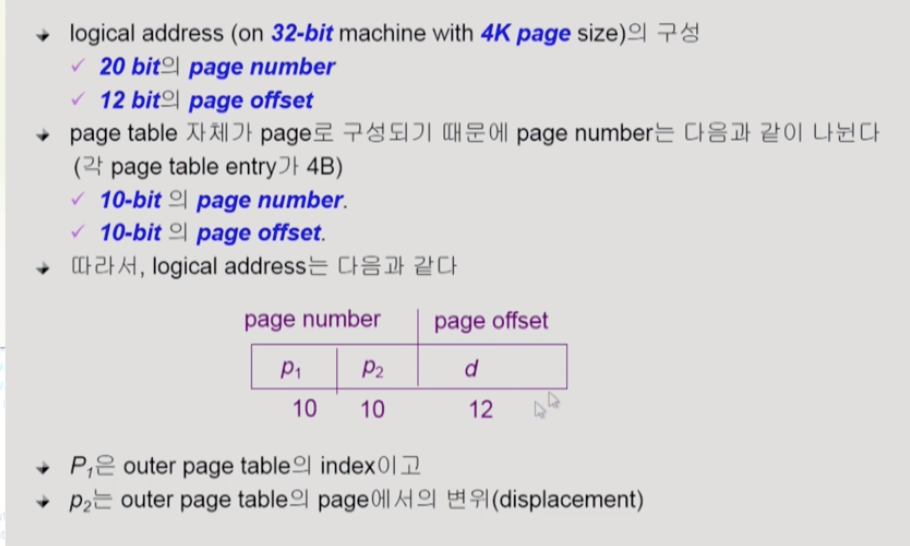 logical address (on 32-bit machine with 4K page size)의 구성
✓ 20 bit의 page number
✓ 12 bit의 page offset
page table 자체가 page로 구성되기 때문에 page number는 다음과 같이 나뉜다
(각 page table entry가 4B)
✓ 10-bit 의 page number.
✓ 10-bit 의 page offset.
따라서, logical address는 다음과 같다
page number page offset
p₁ p₂ d
10 10 12
P₁은 outer page table의 index이고
p₂는 outer page table의 page에서의 변위(displacement)